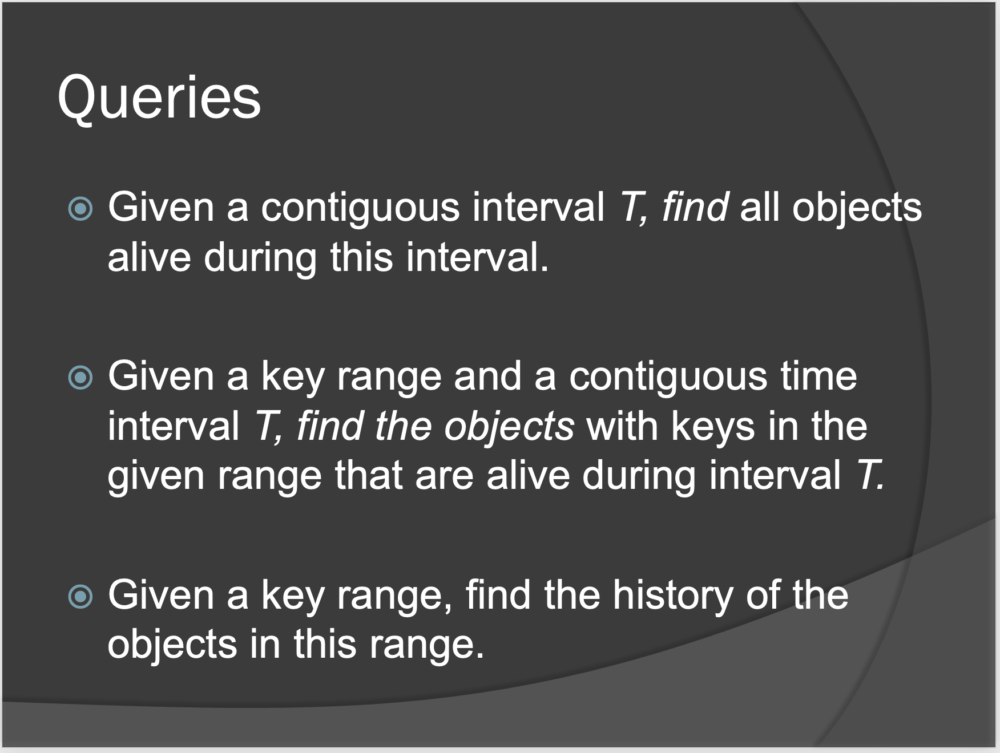 Queries
Given a contiguous interval T, find all objects
alive during this interval.
Given a key range and a contiguous time
interval T, find the objects with keys in the
given range that are alive during interval T.
Given a key range, find the history of the
objects in this range.